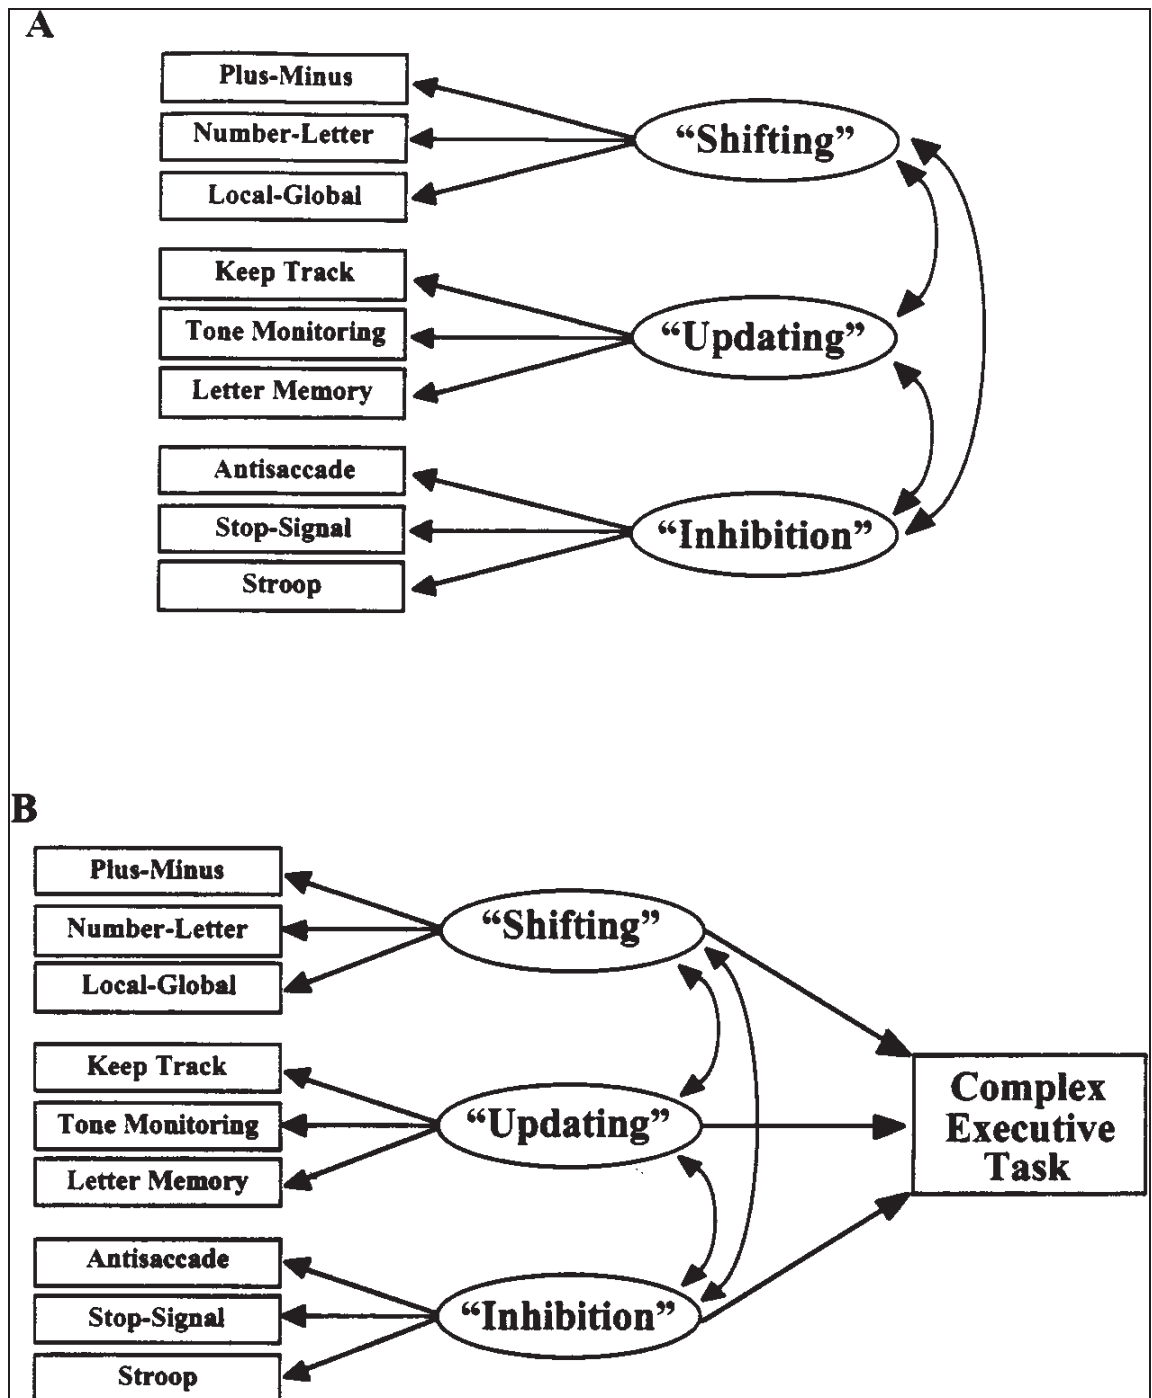 A
Plus-Minus
Number-Letter
Local-Global
“Shifting”
Keep Track
Tone Monitoring
Letter Memory
“Updating”
Antisaccade
Stop-Signal
Stroop
“Inhibition”
B
Plus-Minus
Number-Letter
Local-Global
“Shifting”
Keep Track
Tone Monitoring
Letter Memory
“Updating”
Complex
Executive
Task
Antisaccade
Stop-Signal
Stroop
“Inhibition”